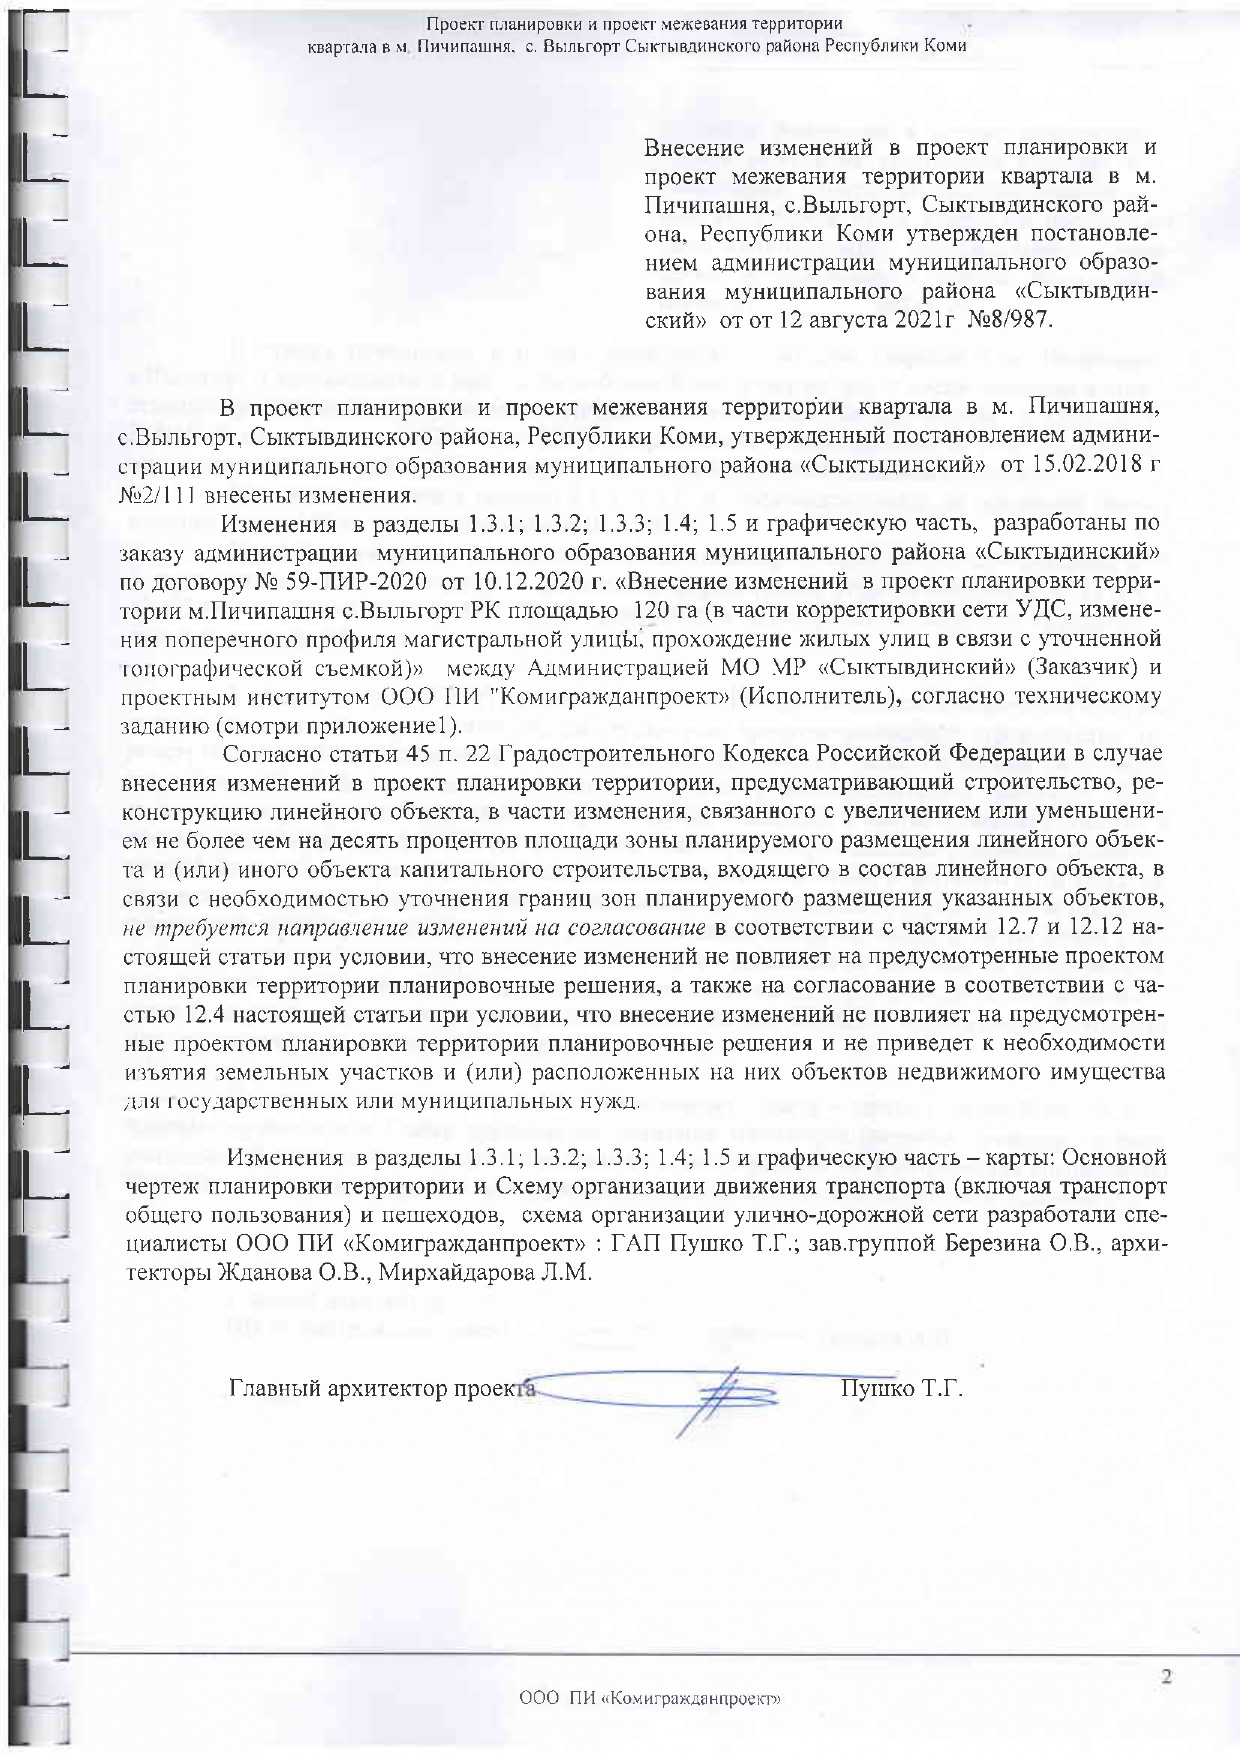 Проект планировки и проект межевания территории
квартала в м. Пичипашня, с. Выльгорт Сыктывдинского района Республики Коми
Внесение изменений в проект планировки и
проект межевания территории квартала в м.
Пичипашня, с.Выльгорт, Сыктывдинского рай-
она, Республики Коми утвержден постановле-
нием администрации муниципального образо-
вания муниципального района «Сыктывдин-
ский» от от 12 августа 2021г №8/987.
В проект планировки и проект межевания территории квартала в м. Пичипашня,
с.Выльгорт, Сыктывдинского района, Республики Коми, утвержденный постановлением админи-
страции муниципального образования муниципального района «Сыктыдинский» от 15.02.2018 г
№2/111 внесены изменения.
Изменения в разделы 1.3.1; 1.3.2; 1.3.3; 1.4; 1.5 и графическую часть, разработаны по
заказу администрации муниципального образования муниципального района «Сыктыдинский»
по договору № 59-ПИР-2020 от 10.12.2020 г. «Внесение изменений в проект планировки терри-
тории м.Пичипашня с.Выльгорт РК площадью 120 га (в части корректировки сети УДС, измене-
ния поперечного профиля магистральной улицы, прохождение жилых улиц в связи с уточненной
топографической съемкой)» между Администрацией МО МР «Сыктывдинский» (Заказчик) и
проектным институтом ООО ПИ "Комигражданпроект» (Исполнитель), согласно техническому
заданию (смотри приложение1).
Согласно статьи 45 п. 22 Градостроительного Кодекса Российской Федерации в случае
внесения изменений в проект планировки территории, предусматривающий строительство, ре-
конструкцию линейного объекта, в части изменения, связанного с увеличением или уменьшени-
ем не более чем на десять процентов площади зоны планируемого размещения линейного объек-
та и (или) иного объекта капитального строительства, входящего в состав линейного объекта, в
связи с необходимостью уточнения границ зон планируемого размещения указанных объектов,
не требуется направление изменений на согласование в соответствии с частями 12.7 и 12.12 на-
стоящей статьи при условии, что внесение изменений не повлияет на предусмотренные проектом
планировки территории планировочные решения, а также на согласование в соответствии с ча-
стью 12.4 настоящей статьи при условии, что внесение изменений не повлияет на предусмотрен-
ные проектом планировки территории планировочные решения и не приведет к необходимости
изъятия земельных участков и (или) расположенных на них объектов недвижимого имущества
для государственных или муниципальных нужд.
Изменения в разделы 1.3.1; 1.3.2; 1.3.3; 1.4; 1.5 и графическую часть – карты: Основной
чертеж планировки территории и Схему организации движения транспорта (включая транспорт
общего пользования) и пешеходов, схема организации улично-дорожной сети разработали спе-
циалисты ООО ПИ «Комигражданпроект» : ГАП Пушко Т.Г.; зав.группой Березина О.В., архи-
текторы Жданова О.В., Мирхайдарова Л.М.
Главный архитектор проекта Пушко Т.Г.
2
ООО ПИ «Комигражданпроект»